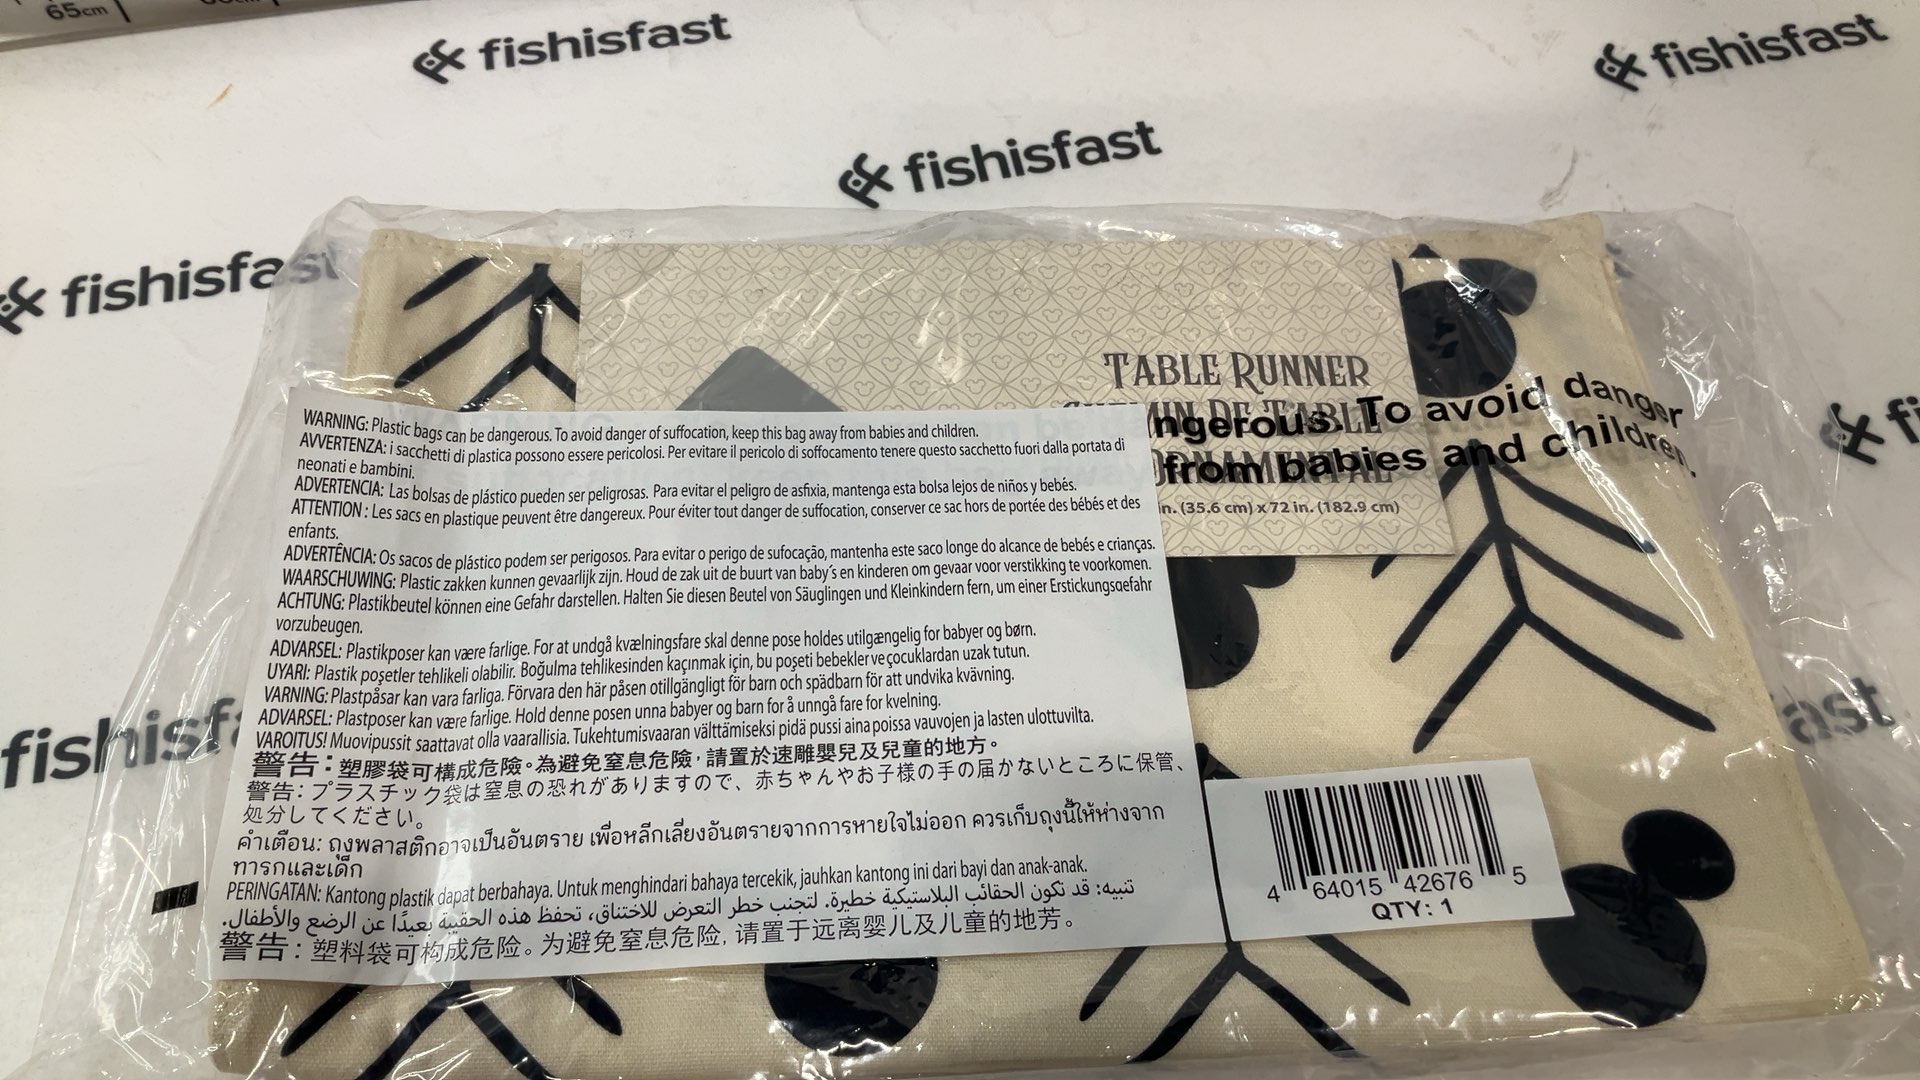 65cm
fishisfast
fishisfast
fishisfast
fishisfast
TABLE RUNNER
CHEMIN DE TABLE
ORNAMENTAL
in. (35.6 cm) x 72 in. (182.9 cm)
ngerous. To avoid danger
from babies and children.
WARNING: Plastic bags can be dangerous. To avoid danger of suffocation, keep this bag away from babies and children.
AVVERTENZA: i sacchetti di plastica possono essere pericolosi. Per evitare il pericolo di soffocamento tenere questo sacchetto fuori dalla portata di
neonati e bambini.
ADVERTENCIA: Las bolsas de plástico pueden ser peligrosas. Para evitar el peligro de asfixia, mantenga esta bolsa lejos de niños y bebés.
ATTENTION : Les sacs en plastique peuvent être dangereux. Pour éviter tout danger de suffocation, conserver ce sac hors de portée des bébés et des
enfants.
ADVERTÊNCIA: Os sacos de plástico podem ser perigosos. Para evitar o perigo de sufocação, mantenha este saco longe do alcance de bebés e crianças.
WAARSCHUWING: Plastic zakken kunnen gevaarlijk zijn. Houd de zak uit de buurt van baby's en kinderen om gevaar voor verstikking te voorkomen.
ACHTUNG: Plastikbeutel können eine Gefahr darstellen. Halten Sie diesen Beutel von Säuglingen und Kleinkindern fern, um einer Erstickungsgefahr
vorzubeugen.
ADVARSEL: Plastikposer kan være farlige. For at undgå kvælningsfare skal denne pose holdes utilgængelig for babyer og børn.
UYARI: Plastik poşetler tehlikeli olabilir. Boğulma tehlikesinden kaçınmak için, bu poşeti bebekler ve çocuklardan uzak tutun.
VARNING: Plastpåsar kan vara farliga. Förvara den här påsen otillgängligt för barn och spädbarn för att undvika kvävning.
ADVARSEL: Plastposer kan være farlige. Hold denne posen unna babyer og barn for å unngå fare for kvelning.
VAROITUS! Muovipussit saattavat olla vaarallisia. Tukehtumisvaaran välttämiseksi pidä pussi aina poissa vauvojen ja lasten ulottuvilta.
警告：塑膠袋可構成危險。為避免窒息危險，請置於速雕嬰兒及兒童的地方。
警告：プラスチック袋は窒息の恐れがありますので、赤ちゃんやお子様の手の届かないところに保管、
処分してください。
คำเตือน: ถุงพลาสติกอาจเป็นอันตราย เพื่อหลีกเลี่ยงอันตรายจากการหายใจไม่ออก ควรเก็บถุงนี้ให้ห่างจาก
ทารกและเด็ก
PERINGATAN: Kantong plastik dapat berbahaya. Untuk menghindari bahaya tercekik, jauhkan kantong ini dari bayi dan anak-anak.
تنبيه: قد تكون الحقائب البلاستيكية خطيرة. لتجنب خطر التعرض للاختناق، تحفظ هذه الحقيبة بعيدًا عن الرضع والأطفال.
警告：塑料袋可构成危险。为避免窒息危险, 请置于远离婴儿及儿童的地芳。
4 64015 42676 5
QTY: 1